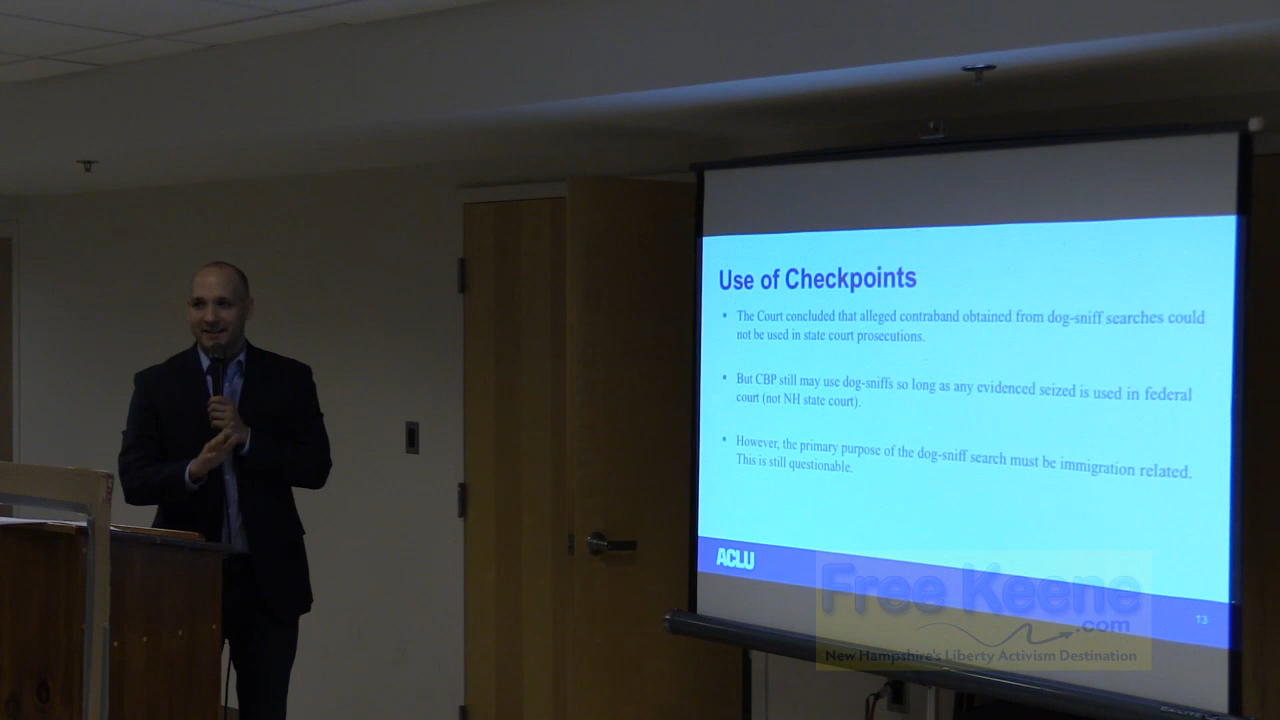 Use of Checkpoints
▪ The Court concluded that alleged contraband obtained from dog-sniff searches could
not be used in state court prosecutions.
▪ But CBP still may use dog-sniffs so long as any evidenced seized is used in federal
court (not NH state court).
▪ However, the primary purpose of the dog-sniff search must be immigration related.
This is still questionable.
ACLU
13
Free Keene
.com
New Hampshire's Liberty Activism Destination